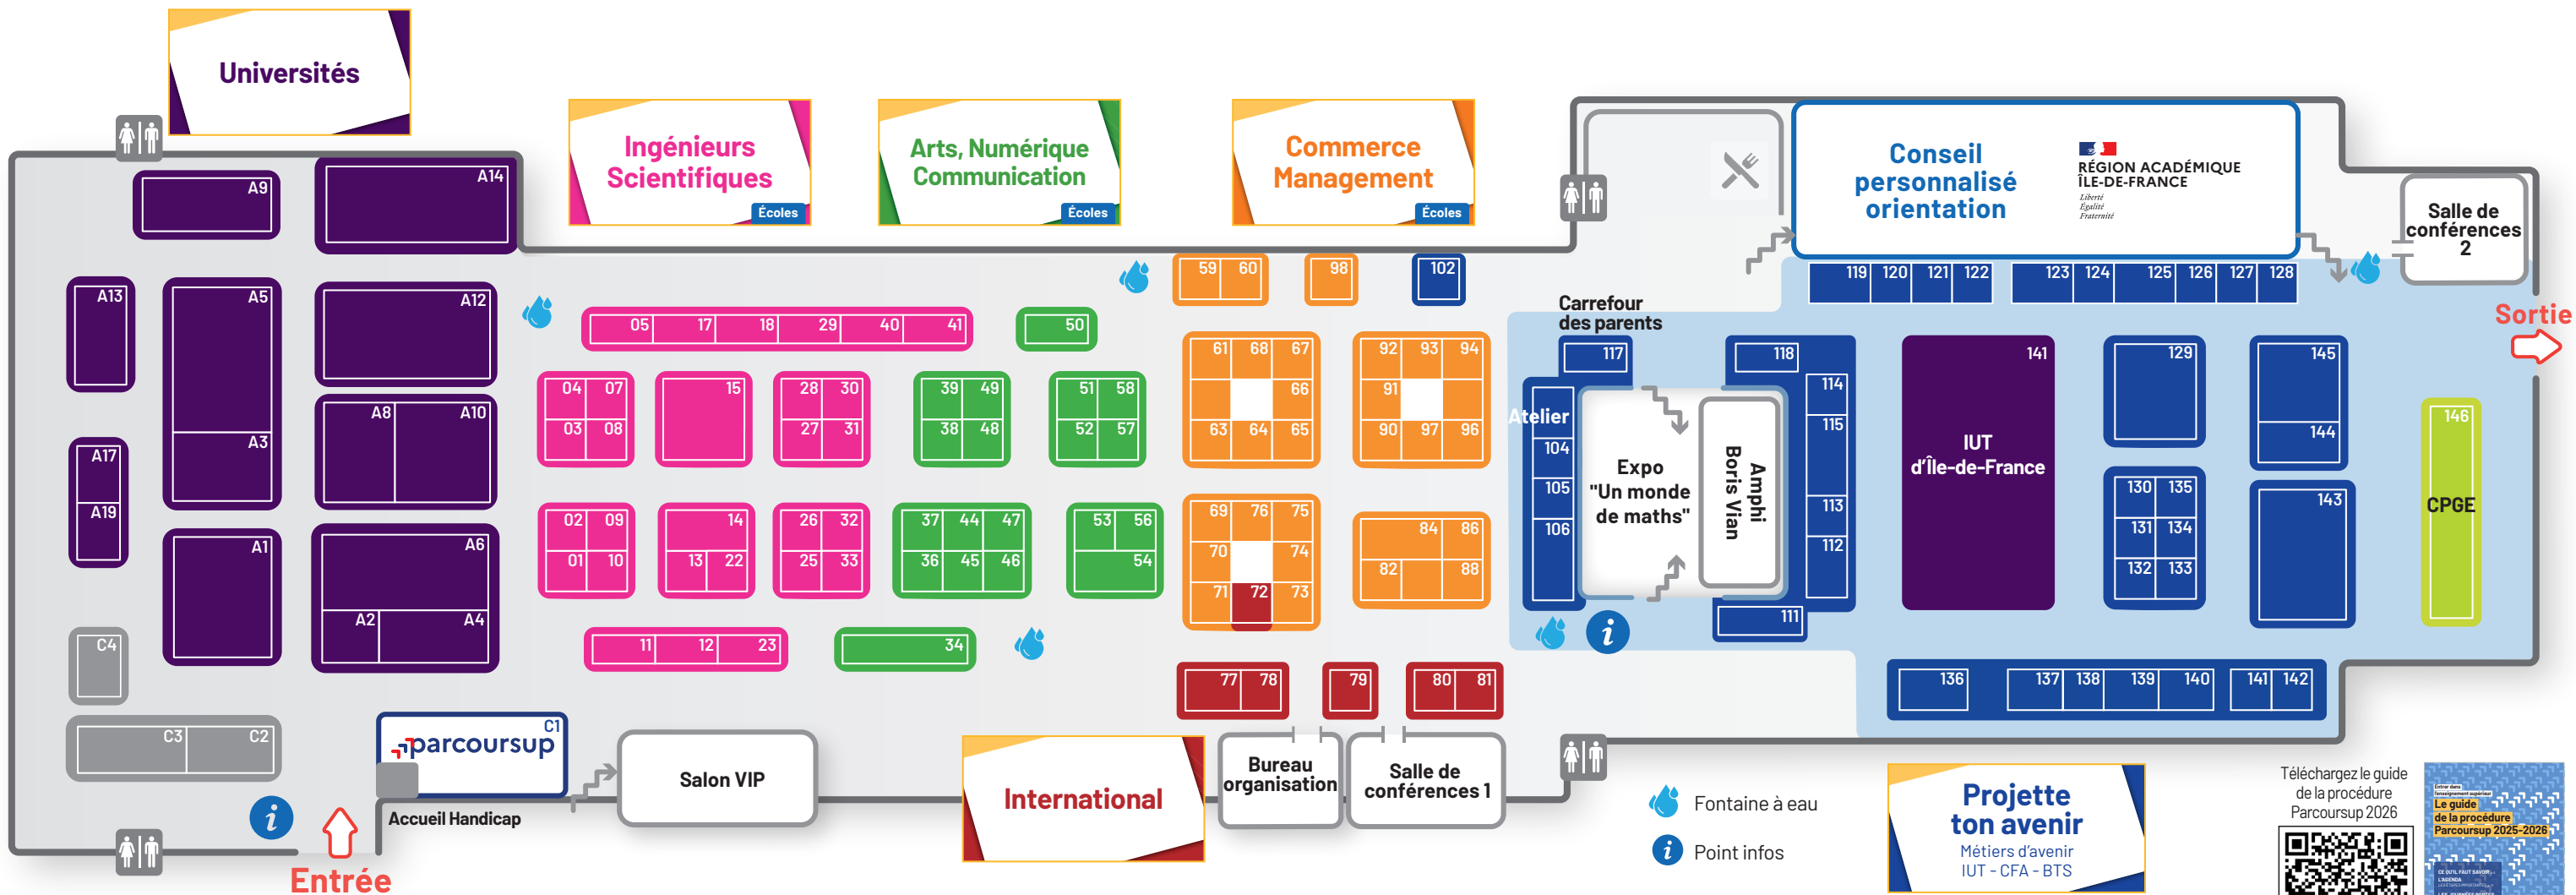 Universités
Ingénieurs
Scientifiques
Écoles
Arts, Numérique
Communication
Écoles
Commerce
Management
Écoles
Conseil
personnalisé
orientation
RÉGION ACADÉMIQUE
ÎLE-DE-FRANCE
Liberté
Égalité
Fraternité
Salle de
conférences
2
Sortie
A9
A14
A13
A5
A12
A3
A8
A10
A17
A19
A1
A6
A2
A4
C4
C3
C2
C1
parcoursup
Accueil Handicap
Entrée
Salon VIP
05 17 18 29 40 41
04 07
03 08
15
28 30
27 31
02 09
01 10
14
13 22
26 32
25 33
11 12 23
50
39 49
38 48
51 58
52 57
37 44 47
36 45 46
53 56
54
34
59 60
98
102
61 68 67
66
63 64 65
92 93 94
91
90 97 96
69 76 75
70 74
71 72 73
84 86
82 88
77 78
79
80 81
International
Bureau
organisation
Salle de
conférences 1
Carrefour
des parents
117
Atelier
104
105
106
Expo
"Un monde
de maths"
Amphi
Boris Vian
118
114
115
113
112
111
119 120 121 122
123 124 125 126 127 128
141
IUT
d'Île-de-France
129
130 135
131 134
132 133
145
144
143
146
CPGE
136
137 138 139 140
141 142
Fontaine à eau
Point infos
Projette
ton avenir
Métiers d'avenir
IUT - CFA - BTS
Téléchargez le guide
de la procédure
Parcoursup 2026
Entrer dans
l'enseignement supérieur
Le guide
de la procédure
Parcoursup 2025-2026
CE QU'IL FAUT SAVOIR
L'AGENDA